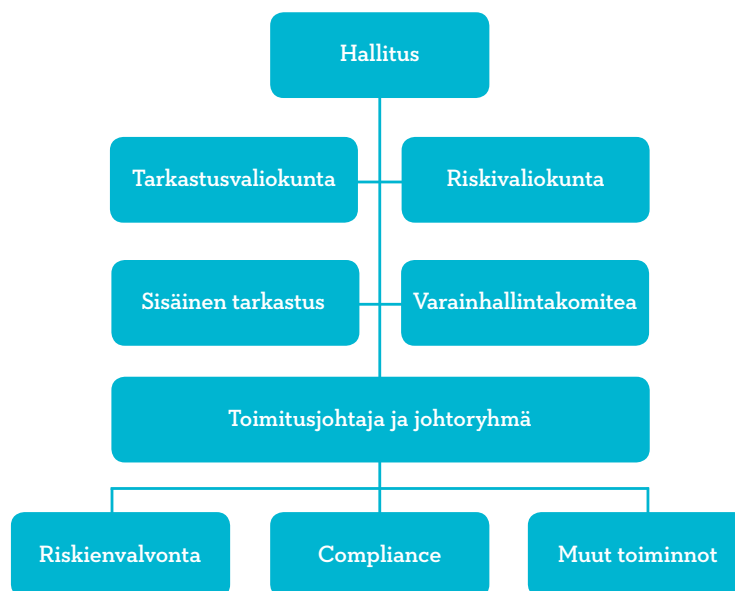 Hallitus
Tarkastusvaliokunta
Riskivaliokunta
Sisäinen tarkastus
Varainhallintakomitea
Toimitusjohtaja ja johtoryhmä
Riskienvalvonta
Compliance
Muut toiminnot